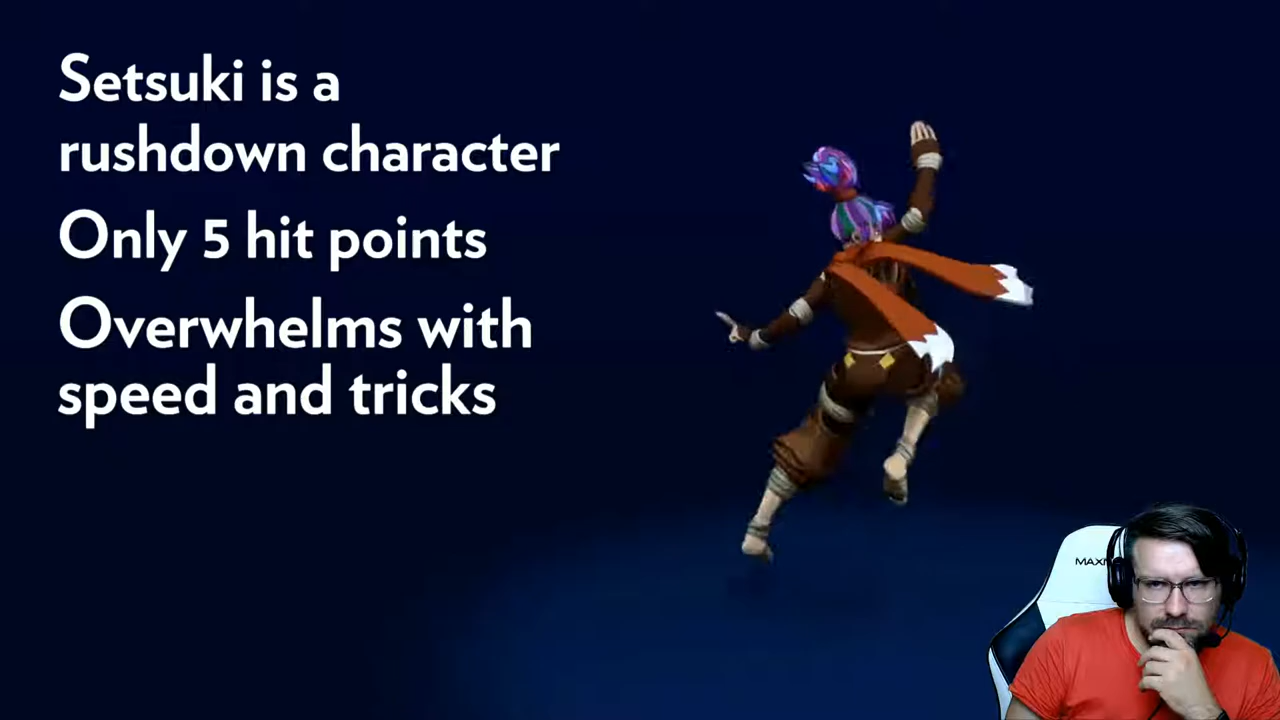 Setsuki is a
rushdown character
Only 5 hit points
Overwhelms with
speed and tricks